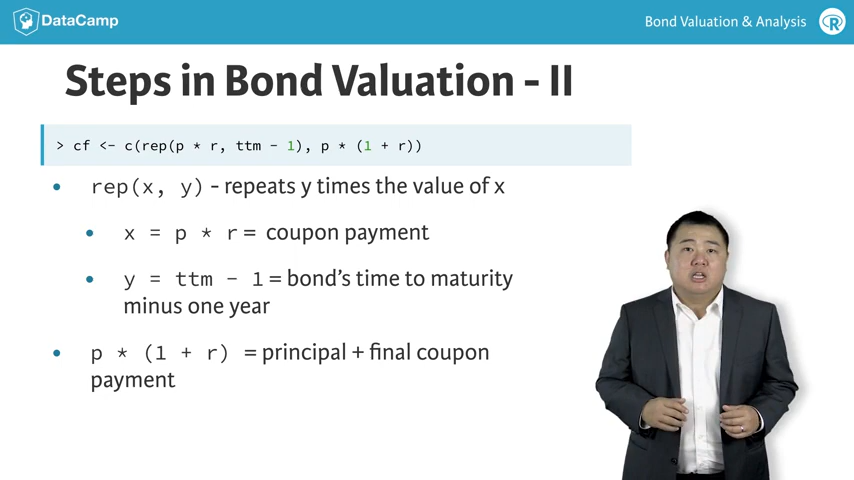 DataCamp
Bond Valuation & Analysis
R
Steps in Bond Valuation - II
> cf <- c(rep(p * r, ttm - 1), p * (1 + r))
• rep(x, y) - repeats y times the value of x
• x = p * r = coupon payment
• y = ttm - 1 = bond’s time to maturity
minus one year
• p * (1 + r) = principal + final coupon
payment